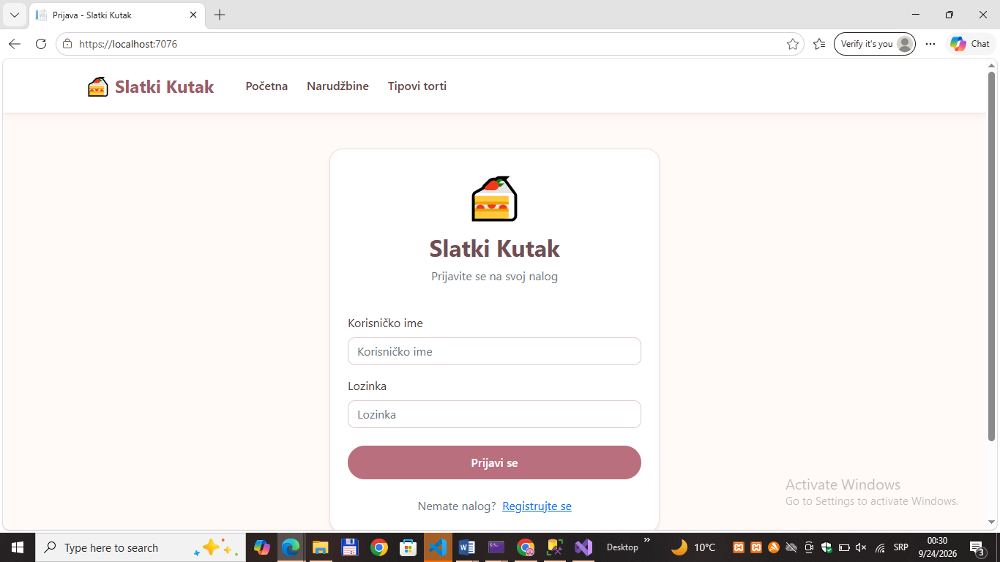 Prijava - Slatki Kutak
https://localhost:7076
Verify it's you
Chat
Slatki Kutak
Početna
Narudžbine
Tipovi torti
Slatki Kutak
Prijavite se na svoj nalog
Korisničko ime
Korisničko ime
Lozinka
Lozinka
Prijavi se
Nemate nalog? Registrujte se
Activate Windows
Go to Settings to activate Windows.
Type here to search
Desktop
10°C
SRP
00:30
9/24/2026
3